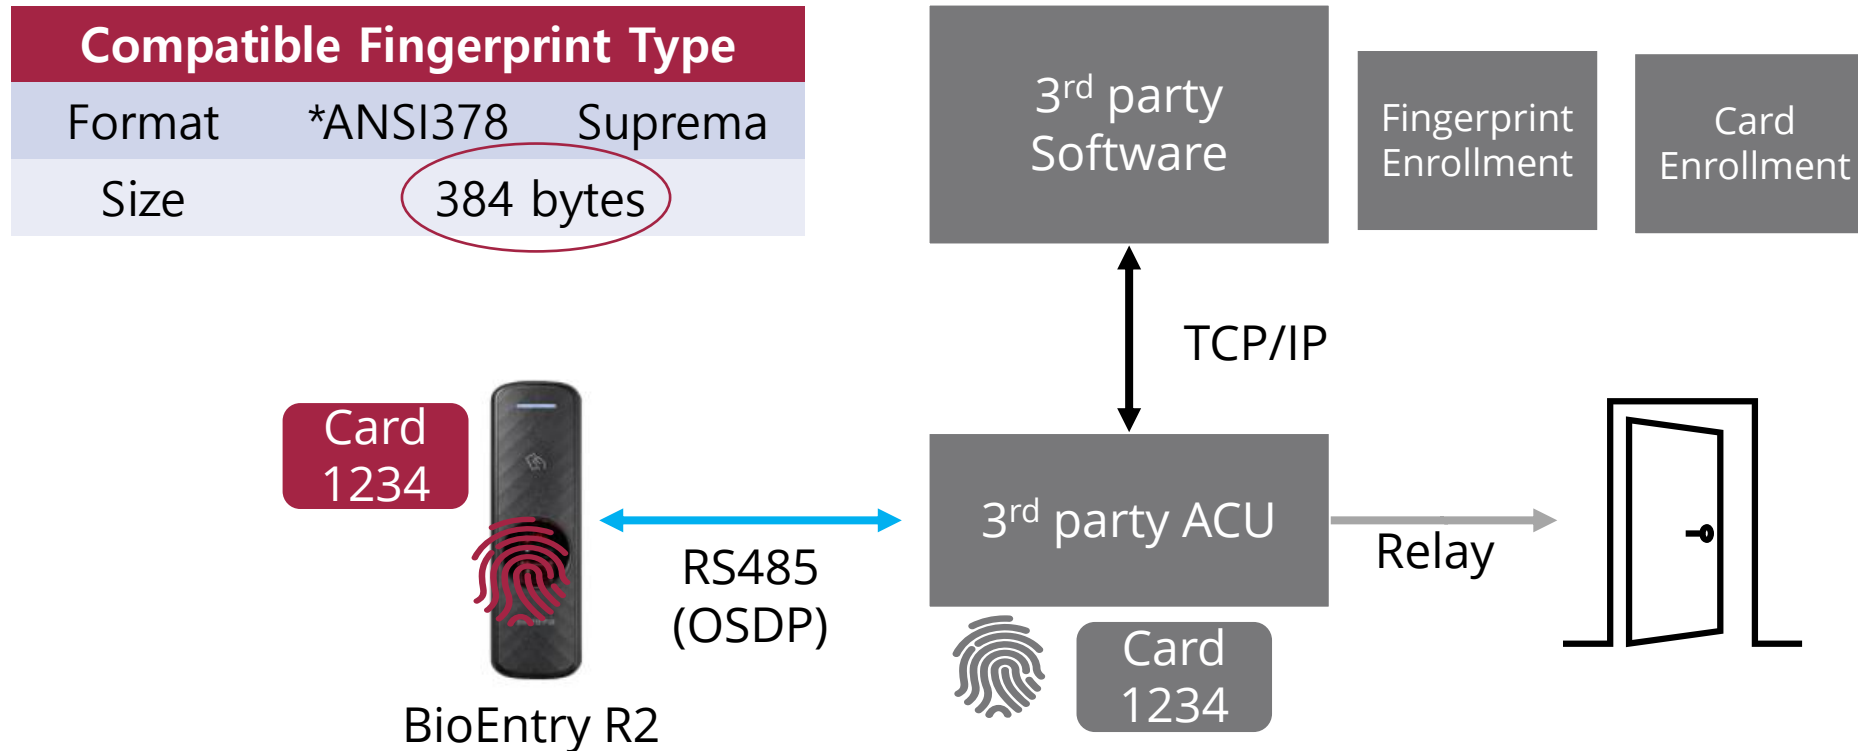 Compatible Fingerprint Type
Format *ANSI378 Suprema
Size 384 bytes
3rd party
Software
Fingerprint
Enrollment
Card
Enrollment
TCP/IP
Card
1234
RS485
(OSDP)
3rd party ACU
Relay
Card
1234
BioEntry R2